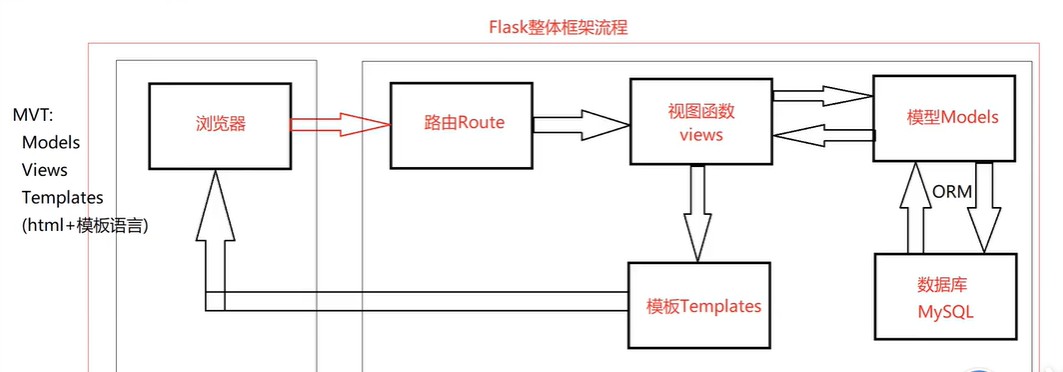 Flask整体框架流程
MVT:
Models
Views
Templates
(html+模板语言)
浏览器
路由Route
视图函数
views
模型Models
ORM
模板Templates
数据库
MySQL